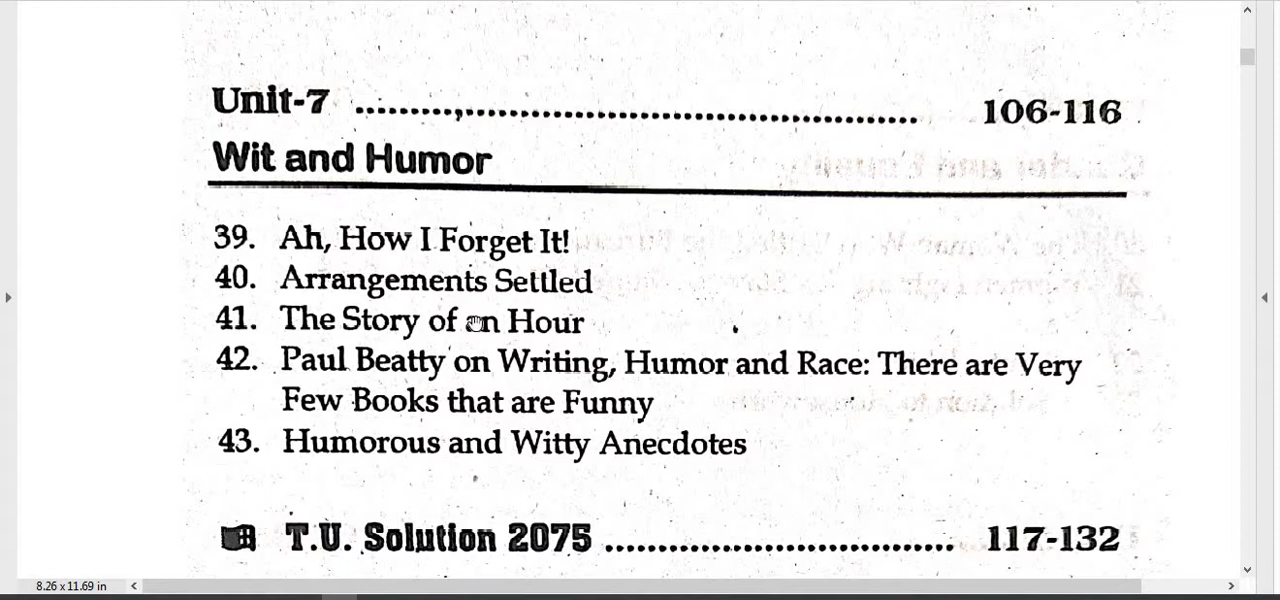 Unit-7 ................................................ 106-116
Wit and Humor
39. Ah, How I Forget It!
40. Arrangements Settled
41. The Story of an Hour
42. Paul Beatty on Writing, Humor and Race: There are Very
Few Books that are Funny
43. Humorous and Witty Anecdotes
T.U. Solution 2075 ................................ 117-132
8.26 x 11.69 in